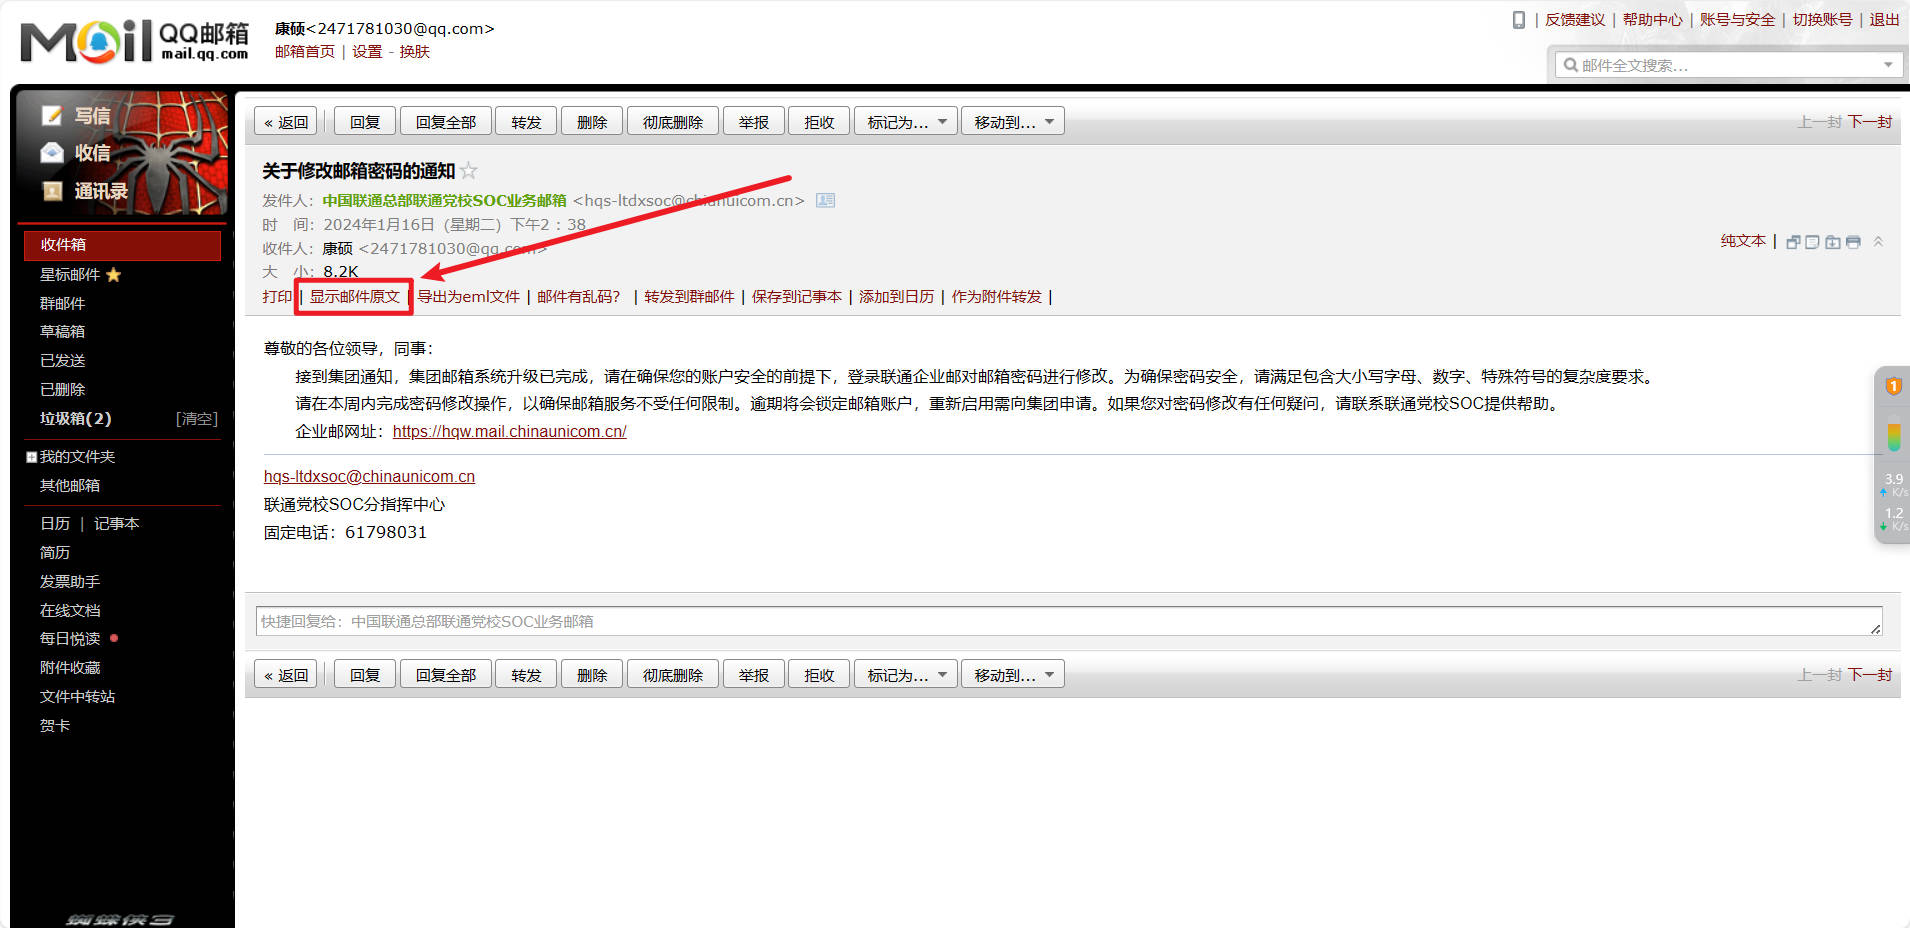 Mail QQ邮箱
mail.qq.com
康硕<2471781030@qq.com>
邮箱首页 | 设置 - 换肤
| 反馈建议 | 帮助中心 | 账号与安全 | 切换账号 | 退出
邮件全文搜索...
写信
收信
通讯录
收件箱
星标邮件
群邮件
草稿箱
已发送
已删除
垃圾箱(2) [清空]
我的文件夹
其他邮箱
日历 | 记事本
简历
发票助手
在线文档
每日悦读
附件收藏
文件中转站
贺卡
蜘蛛侠3
« 返回 回复 回复全部 转发 删除 彻底删除 举报 拒收 标记为... 移动到... 上一封 下一封
关于修改邮箱密码的通知
发件人：中国联通总部联通党校SOC业务邮箱 <hqs-ltdxsoc@chinaunicom.cn>
时 间：2024年1月16日（星期二）下午2：38
收件人：康硕 <2471781030@qq.com>
纯文本 |
大 小：8.2K
打印 | 显示邮件原文 | 导出为eml文件 | 邮件有乱码? | 转发到群邮件 | 保存到记事本 | 添加到日历 | 作为附件转发 |
尊敬的各位领导，同事：
接到集团通知，集团邮箱系统升级已完成，请在确保您的账户安全的前提下，登录联通企业邮对邮箱密码进行修改。为确保密码安全，请满足包含大小写字母、数字、特殊符号的复杂度要求。
请在本周内完成密码修改操作，以确保邮箱服务不受任何限制。逾期将会锁定邮箱账户，重新启用需向集团申请。如果您对密码修改有任何疑问，请联系联通党校SOC提供帮助。
企业邮网址：https://hqw.mail.chinaunicom.cn/
hqs-ltdxsoc@chinaunicom.cn
联通党校SOC分指挥中心
固定电话：61798031
快捷回复给：中国联通总部联通党校SOC业务邮箱
« 返回 回复 回复全部 转发 删除 彻底删除 举报 拒收 标记为... 移动到... 上一封 下一封
1
3.9
K/s
1.2
K/s